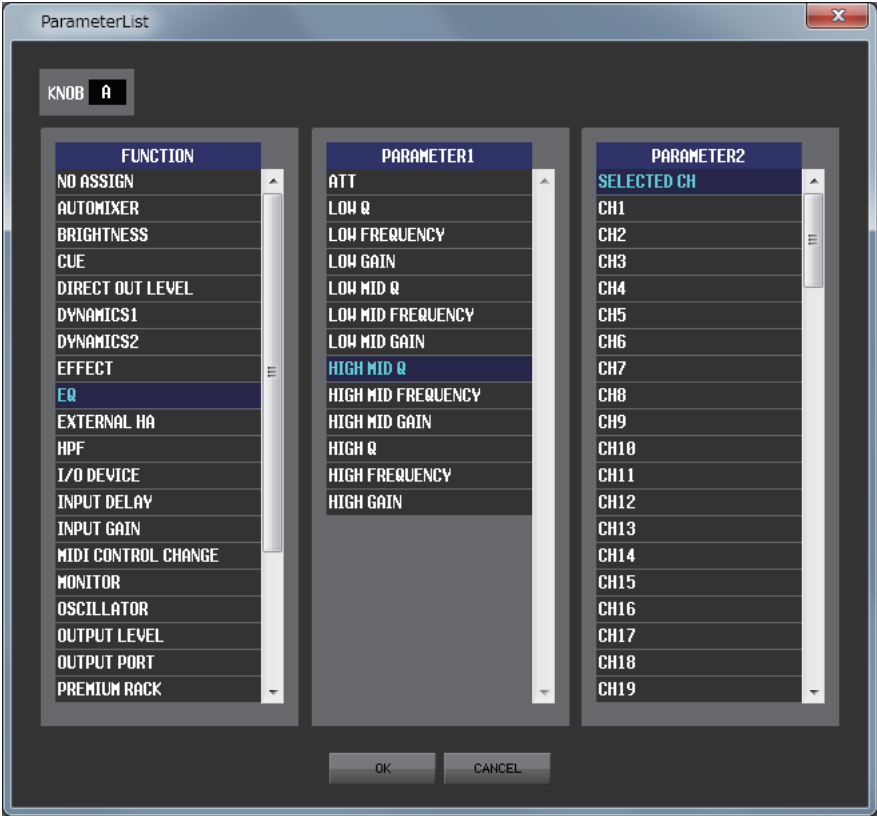 ParameterList
KNOB A
FUNCTION
NO ASSIGN
AUTOMIXER
BRIGHTNESS
CUE
DIRECT OUT LEVEL
DYNAMICS1
DYNAMICS2
EFFECT
EQ
EXTERNAL HA
HPF
I/O DEVICE
INPUT DELAY
INPUT GAIN
MIDI CONTROL CHANGE
MONITOR
OSCILLATOR
OUTPUT LEVEL
OUTPUT PORT
PREMIUM RACK
PARAMETER1
ATT
LOW Q
LOW FREQUENCY
LOW GAIN
LOW MID Q
LOW MID FREQUENCY
LOW MID GAIN
HIGH MID Q
HIGH MID FREQUENCY
HIGH MID GAIN
HIGH Q
HIGH FREQUENCY
HIGH GAIN
PARAMETER2
SELECTED CH
CH1
CH2
CH3
CH4
CH5
CH6
CH7
CH8
CH9
CH10
CH11
CH12
CH13
CH14
CH15
CH16
CH17
CH18
CH19
OK
CANCEL